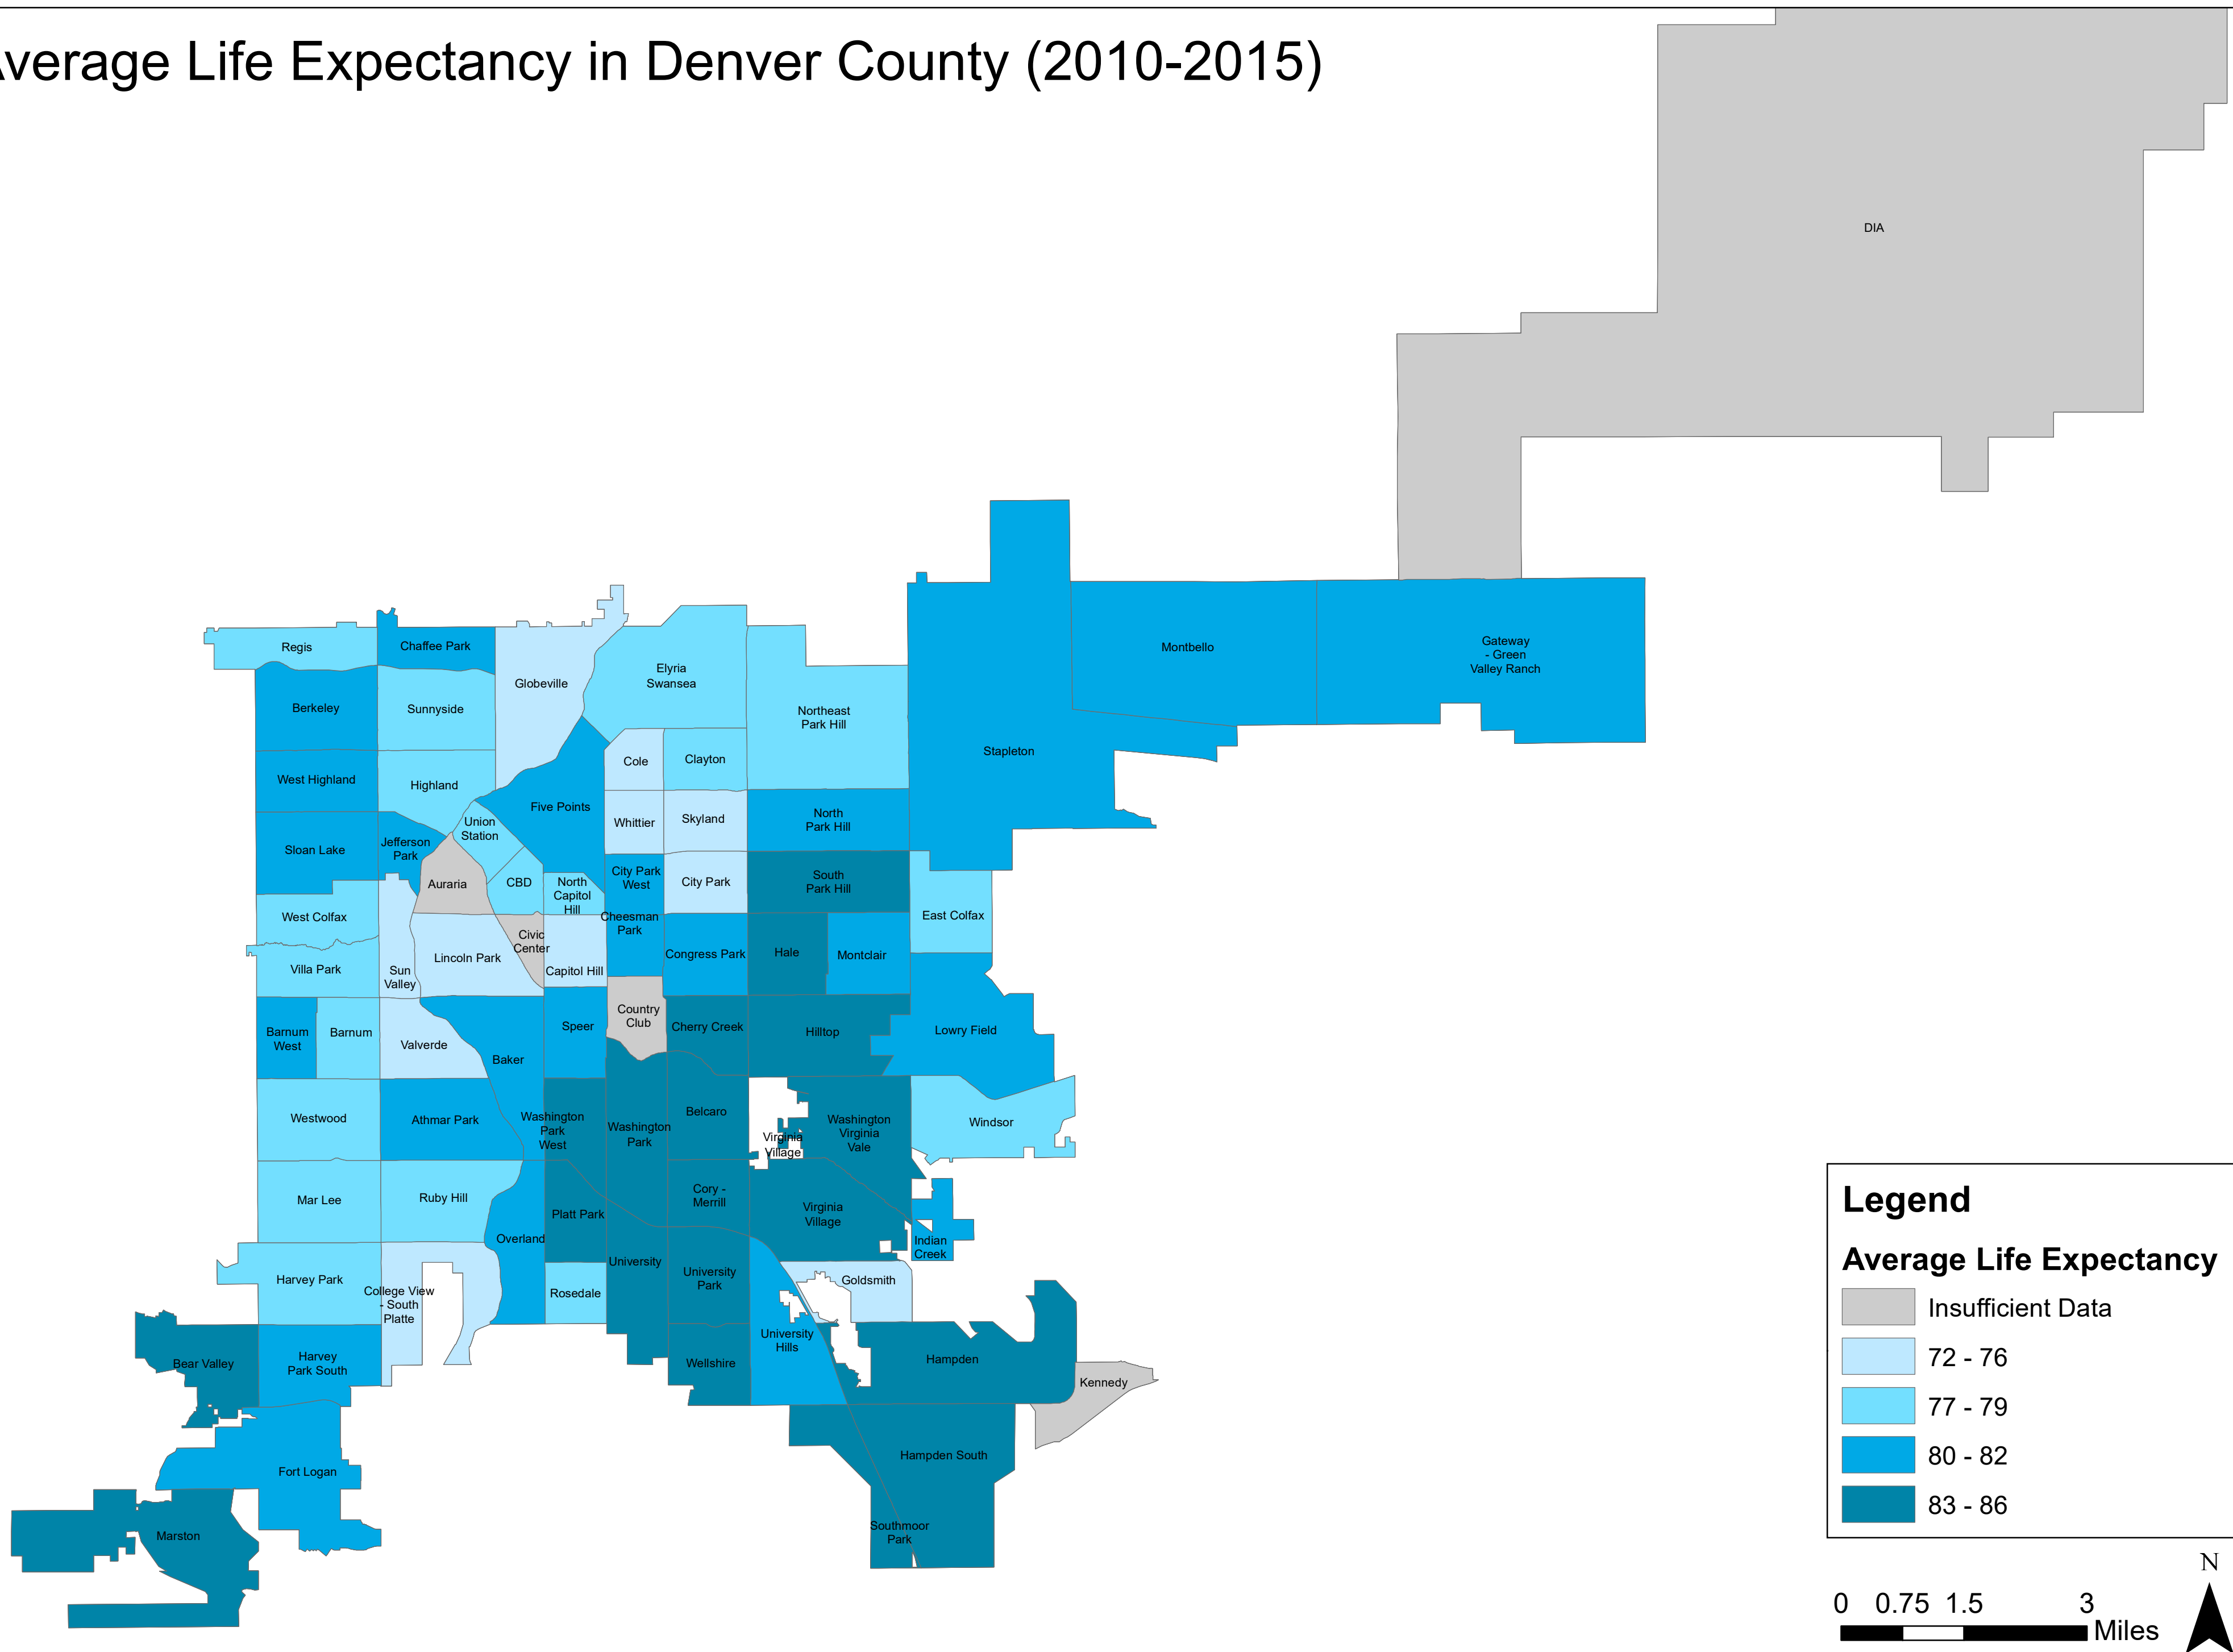 Average Life Expectancy in Denver County (2010-2015)
DIA
Regis
Chaffee Park
Globeville
Elyria
Swansea
Montbello
Gateway
- Green
Valley Ranch
Berkeley
Sunnyside
Northeast
Park Hill
Stapleton
West Highland
Highland
Cole
Clayton
Five Points
Union
Station
Whittier
Skyland
North
Park Hill
Sloan Lake
Jefferson
Park
Auraria
CBD
North
Capitol
Hill
City Park
West
City Park
South
Park Hill
West Colfax
Cheesman
Park
East Colfax
Civic
Center
Lincoln Park
Villa Park
Sun
Valley
Capitol Hill
Congress Park
Hale
Montclair
Country
Club
Barnum
West
Barnum
Valverde
Baker
Speer
Cherry Creek
Hilltop
Lowry Field
Westwood
Athmar Park
Washington
Park
West
Washington
Park
Belcaro
Virginia
Village
Washington
Virginia
Vale
Windsor
Mar Lee
Ruby Hill
Platt Park
Cory -
Merrill
Virginia
Village
Overland
Indian
Creek
University
Harvey Park
College View
- South
Platte
Rosedale
University
Park
Goldsmith
Bear Valley
Harvey
Park South
Wellshire
University
Hills
Hampden
Kennedy
Fort Logan
Hampden South
Marston
Southmoor
Park
Legend
Average Life Expectancy
Insufficient Data
72 - 76
77 - 79
80 - 82
83 - 86
N
0 0.75 1.5 3
Miles